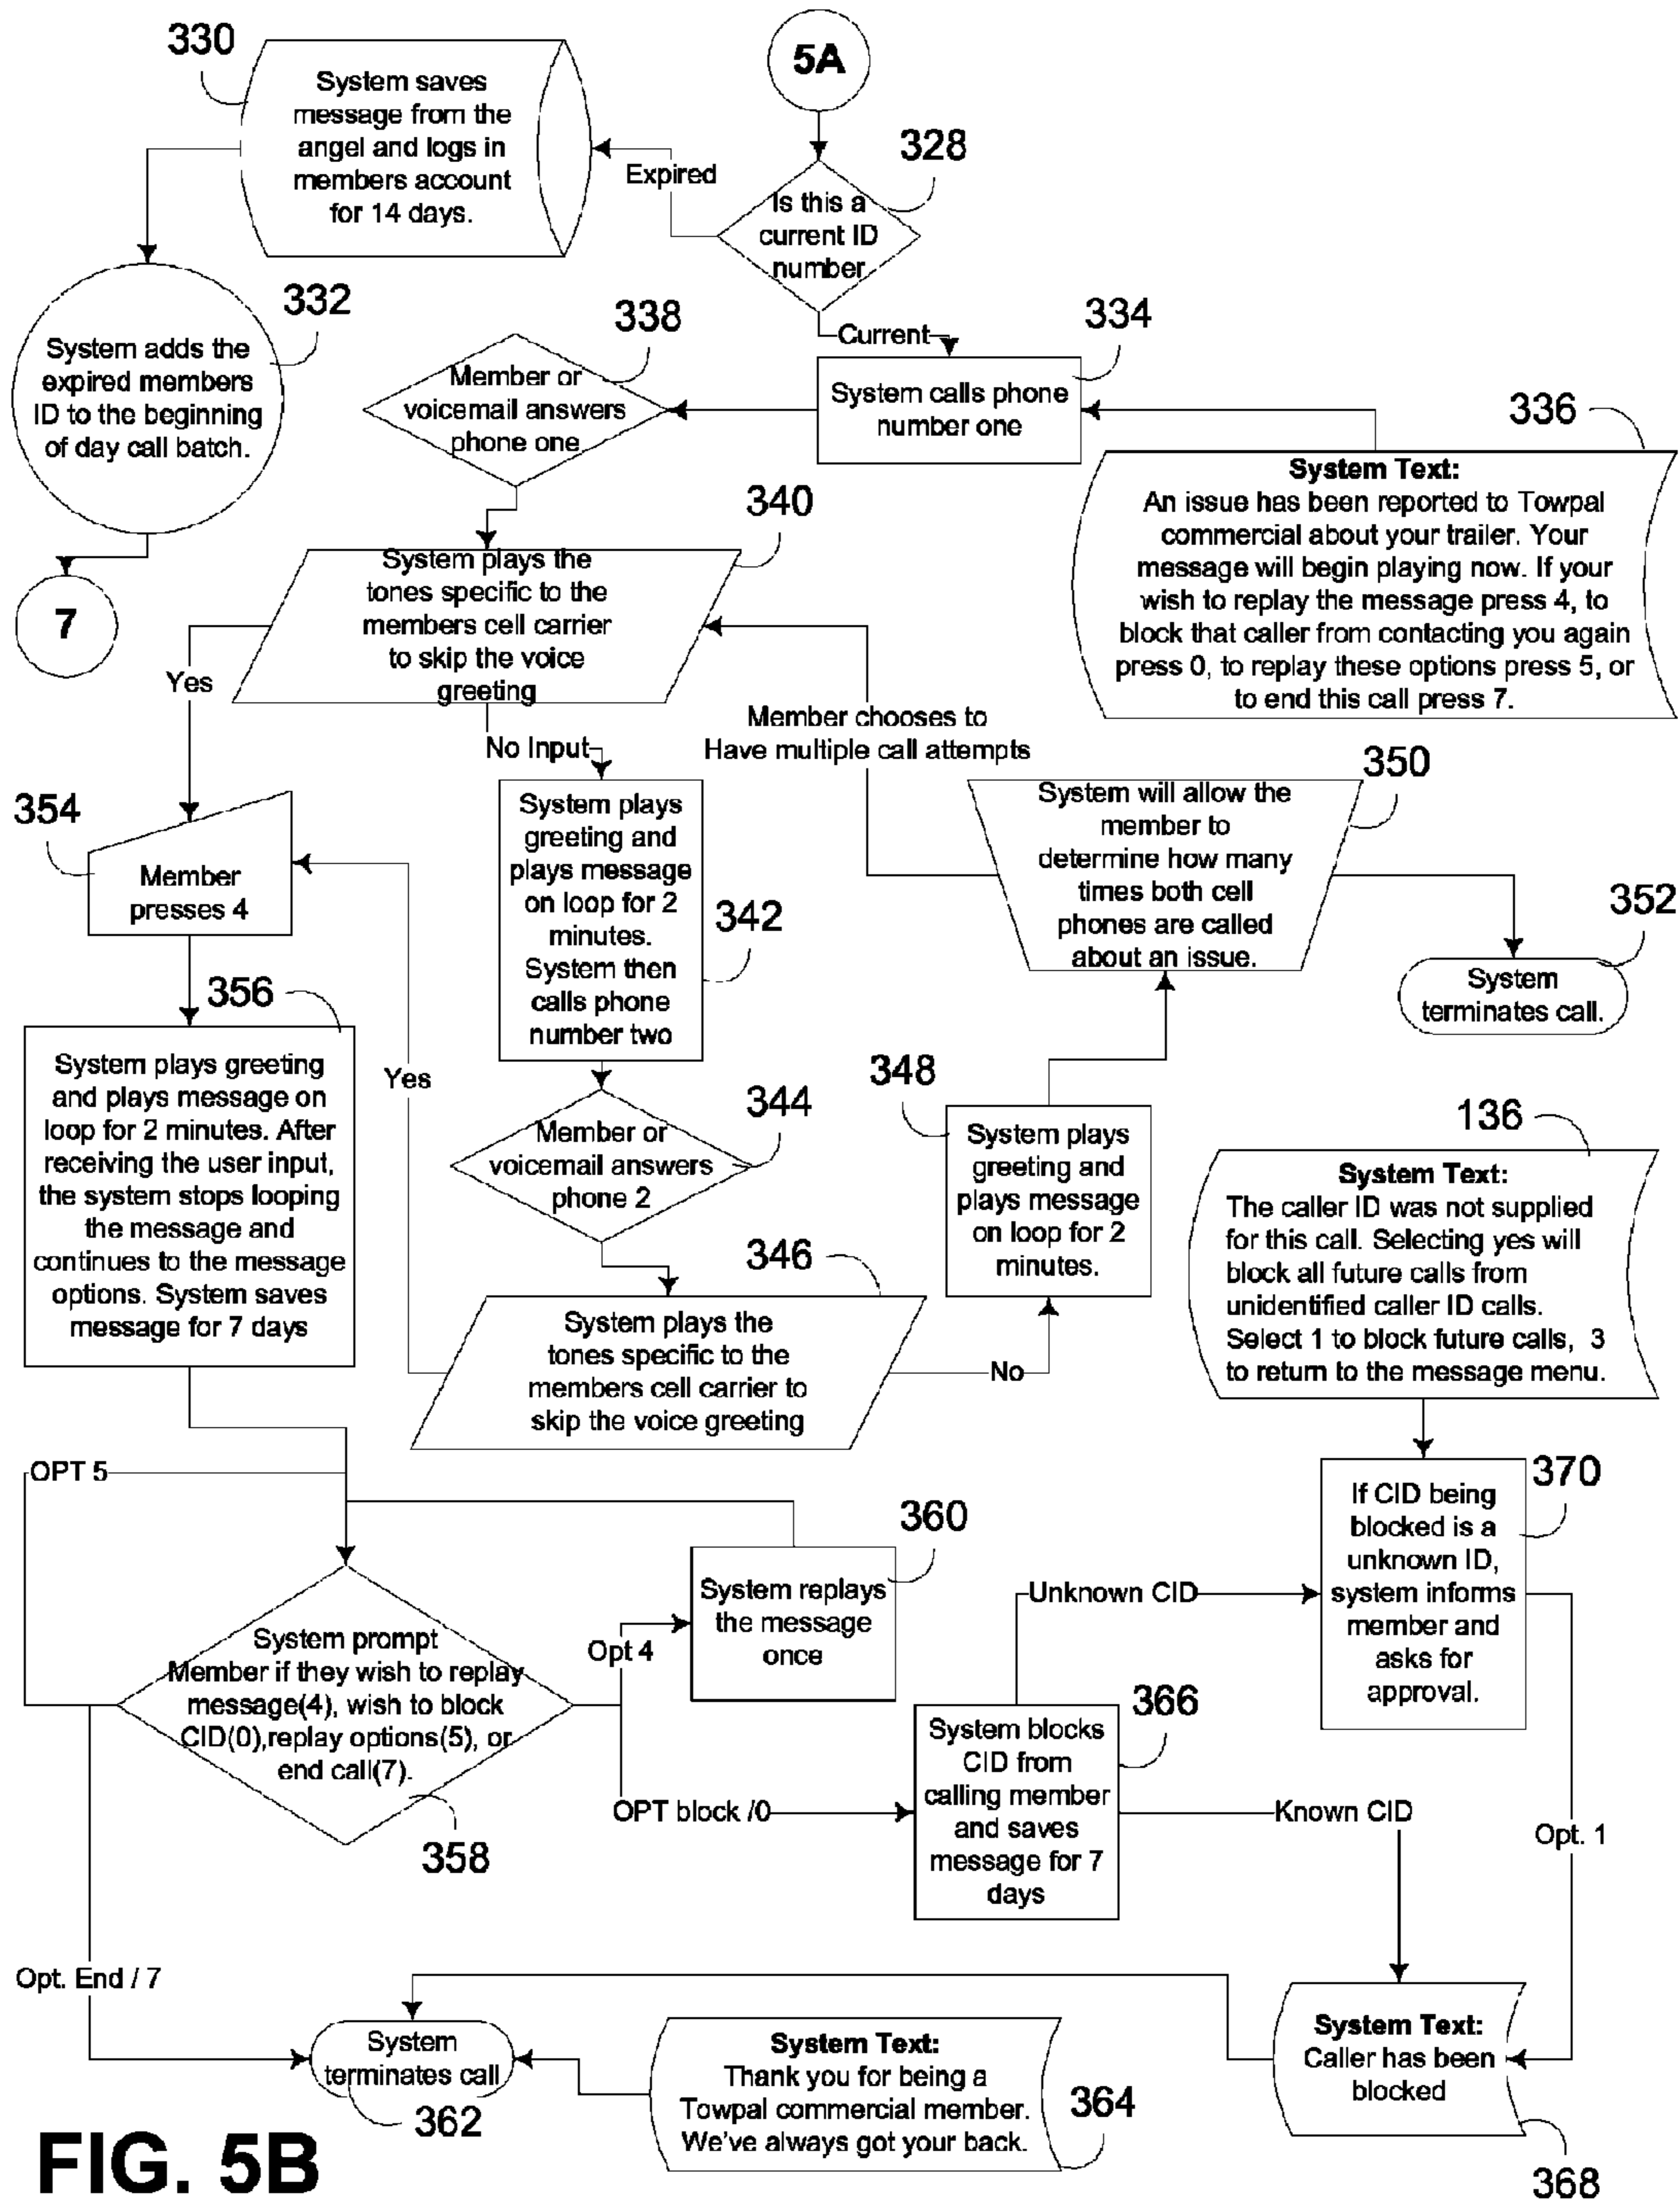 330
System saves
message from the
angel and logs in
members account
for 14 days.
5A
328
Expired
Is this a
current ID
number
332
System adds the
expired members
ID to the beginning
of day call batch.
7
338
Member or
voicemail answers
phone one
Current
334
System calls phone
number one
336
System Text:
An issue has been reported to Towpal
commercial about your trailer. Your
message will begin playing now. If your
wish to replay the message press 4, to
block that caller from contacting you again
press 0, to replay these options press 5, or
to end this call press 7.
340
System plays the
tones specific to the
members cell carrier
to skip the voice
greeting
Yes
No Input
Member chooses to
Have multiple call attempts
350
System will allow the
member to
determine how many
times both cell
phones are called
about an issue.
352
System
terminates call.
354
Member
presses 4
342
System plays
greeting and
plays message
on loop for 2
minutes.
System then
calls phone
number two
356
System plays greeting
and plays message on
loop for 2 minutes. After
receiving the user input,
the system stops looping
the message and
continues to the message
options. System saves
message for 7 days
Yes
344
Member or
voicemail answers
phone 2
348
System plays
greeting and
plays message
on loop for 2
minutes.
136
System Text:
The caller ID was not supplied
for this call. Selecting yes will
block all future calls from
unidentified caller ID calls.
Select 1 to block future calls, 3
to return to the message menu.
346
System plays the
tones specific to the
members cell carrier to
skip the voice greeting
No
OPT 5
360
System replays
the message
once
370
If CID being
blocked is a
unknown ID,
system informs
member and
asks for
approval.
Unknown CID
System prompt
Member if they wish to replay
message(4), wish to block
CID(0),replay options(5), or
end call(7).
358
Opt 4
OPT block /0
366
System blocks
CID from
calling member
and saves
message for 7
days
Known CID
Opt. 1
Opt. End / 7
System
terminates call
362
System Text:
Thank you for being a
Towpal commercial member.
We've always got your back.
364
System Text:
Caller has been
blocked
368
FIG. 5B